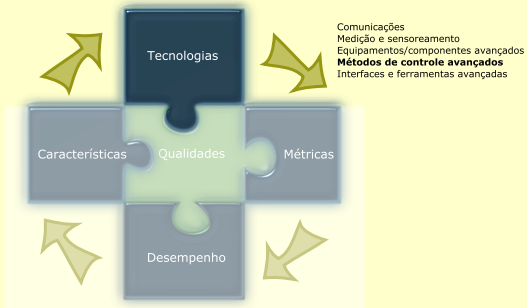 Tecnologias
Comunicações
Medição e sensoreamento
Equipamentos/componentes avançados
Métodos de controle avançados
Interfaces e ferramentas avançadas
Características
Qualidades
Métricas
Desempenho